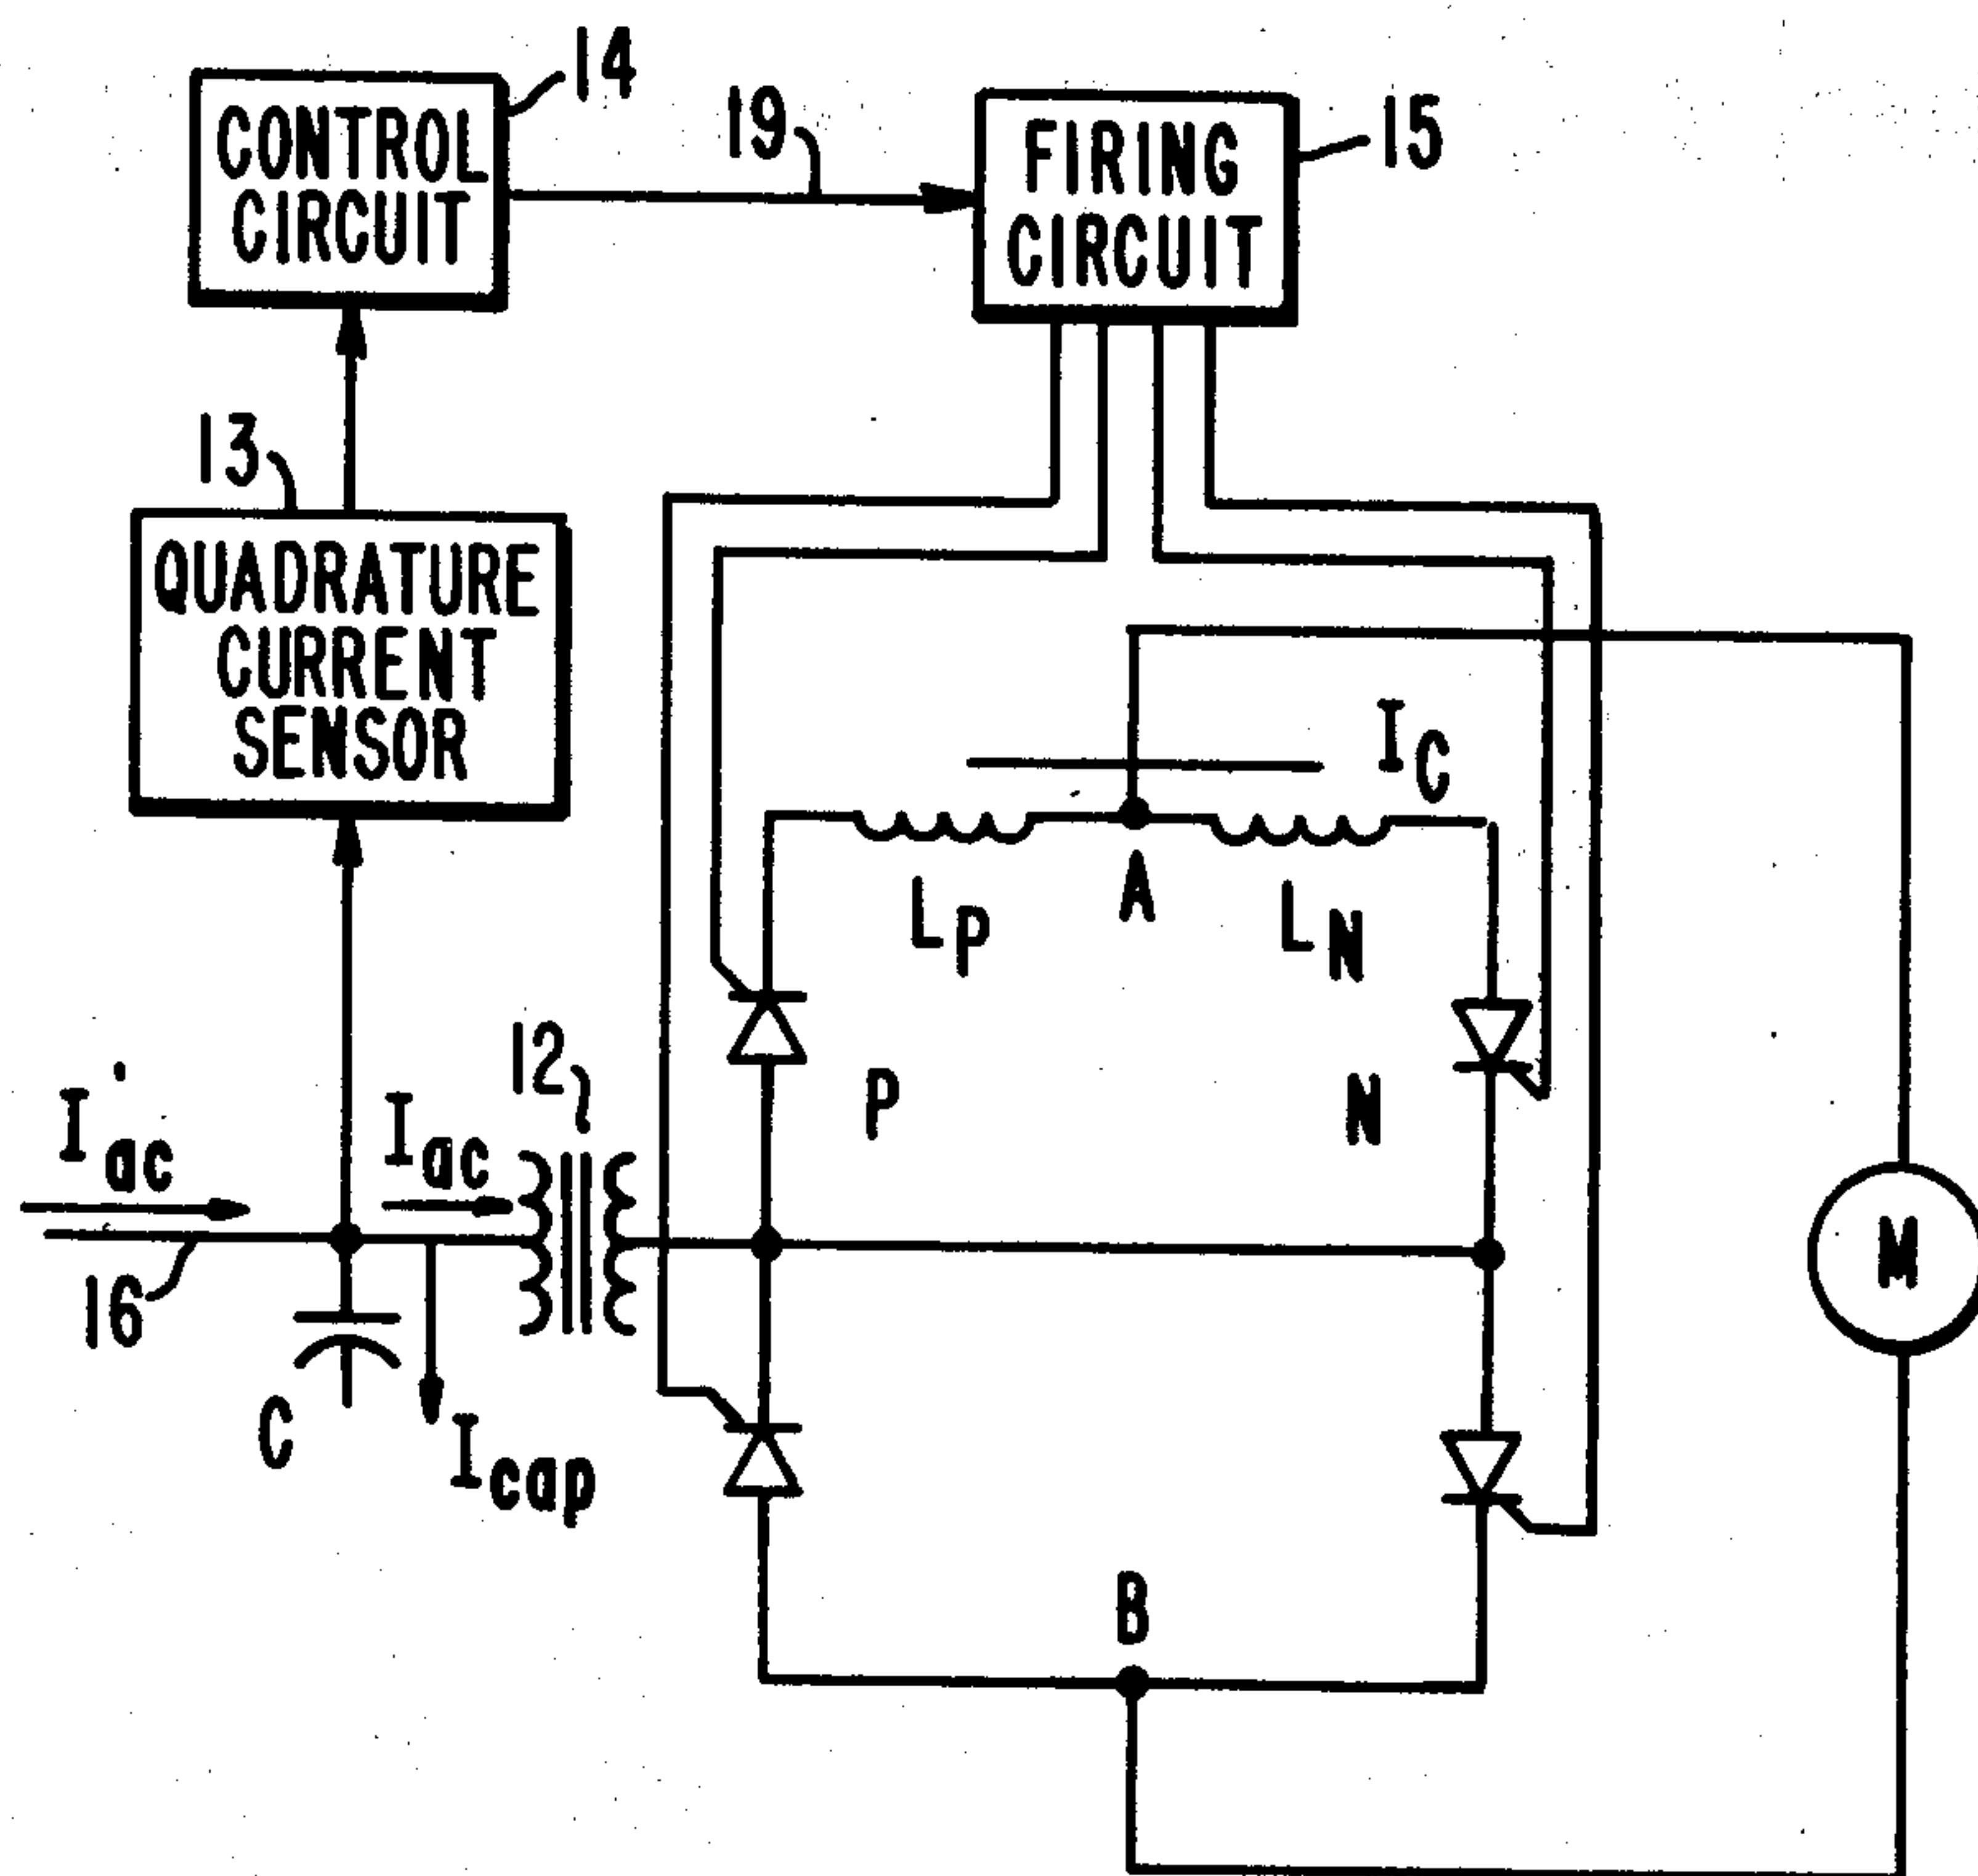 14
CONTROL
CIRCUIT
19
FIRING
CIRCUIT
15
13
QUADRATURE
CURRENT
SENSOR
I_C
L_P
A
L_N
12
P
N
I'_ac
I_ac
M
16
C
I_cap
B